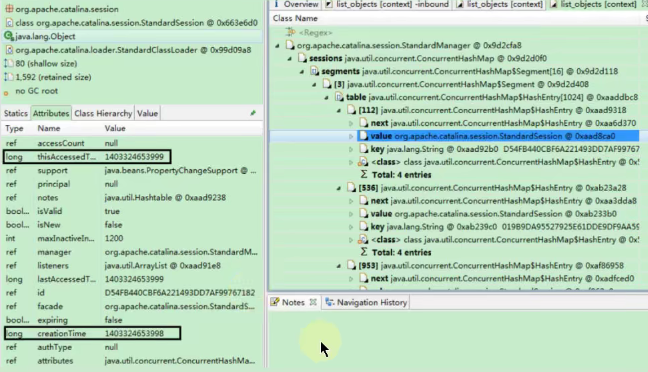 org.apache.catalina.session
class org.apache.catalina.session.StandardSession @ 0x663e6d0
java.lang.Object
org.apache.catalina.loader.StandardClassLoader @ 0x99d09a8
80 (shallow size)
1,592 (retained size)
no GC root
Statics Attributes Class Hierarchy Value
Type Name Value
ref accessCount null
long thisAccessedT... 1403324653999
ref support java.beans.PropertyChangeSupport @ ...
ref principal null
ref notes java.util.Hashtable @ 0xaad9238
bool... isValid true
bool... isNew false
int maxInactiveIn... 1200
ref manager org.apache.catalina.session.StandardM...
ref listeners java.util.ArrayList @ 0xaad91e8
long lastAccessedT... 1403324653999
ref id D54FB440CBF6A221493DD7AF99767182
ref facade org.apache.catalina.session.StandardS...
bool... expiring false
long creationTime 1403324653998
ref authType null
ref attributes java.util.concurrent.ConcurrentHashMa...
Overview list_objects [context] -inbound list_objects [context] list_objects [context]
Class Name
<Regex>
org.apache.catalina.session.StandardManager @ 0x9d2cfa8
sessions java.util.concurrent.ConcurrentHashMap @ 0x9d2d0f0
segments java.util.concurrent.ConcurrentHashMap$Segment[16] @ 0x9d2d118
[3] java.util.concurrent.ConcurrentHashMap$Segment @ 0x9d2d408
table java.util.concurrent.ConcurrentHashMap$HashEntry[1024] @ 0xaaddbc8
[112] java.util.concurrent.ConcurrentHashMap$HashEntry @ 0xaad9318
next java.util.concurrent.ConcurrentHashMap$HashEntry @ 0xaa6d370
value org.apache.catalina.session.StandardSession @ 0xaad8ca0
key java.lang.String @ 0xaad92b0 D54FB440CBF6A221493DD7AF99767
<class> class java.util.concurrent.ConcurrentHashMap$HashEntry @ 0x
Total: 4 entries
[536] java.util.concurrent.ConcurrentHashMap$HashEntry @ 0xab23a28
next java.util.concurrent.ConcurrentHashMap$HashEntry @ 0xaa3dda8
value org.apache.catalina.session.StandardSession @ 0xab233b0
key java.lang.String @ 0xab239c0 019B9DA95527925E61DDE9DF9AA59
<class> class java.util.concurrent.ConcurrentHashMap$HashEntry @ 0x
Total: 4 entries
[953] java.util.concurrent.ConcurrentHashMap$HashEntry @ 0xaf86958
next java.util.concurrent.ConcurrentHashMap$HashEntry @ 0xadfced0
Notes Navigation History